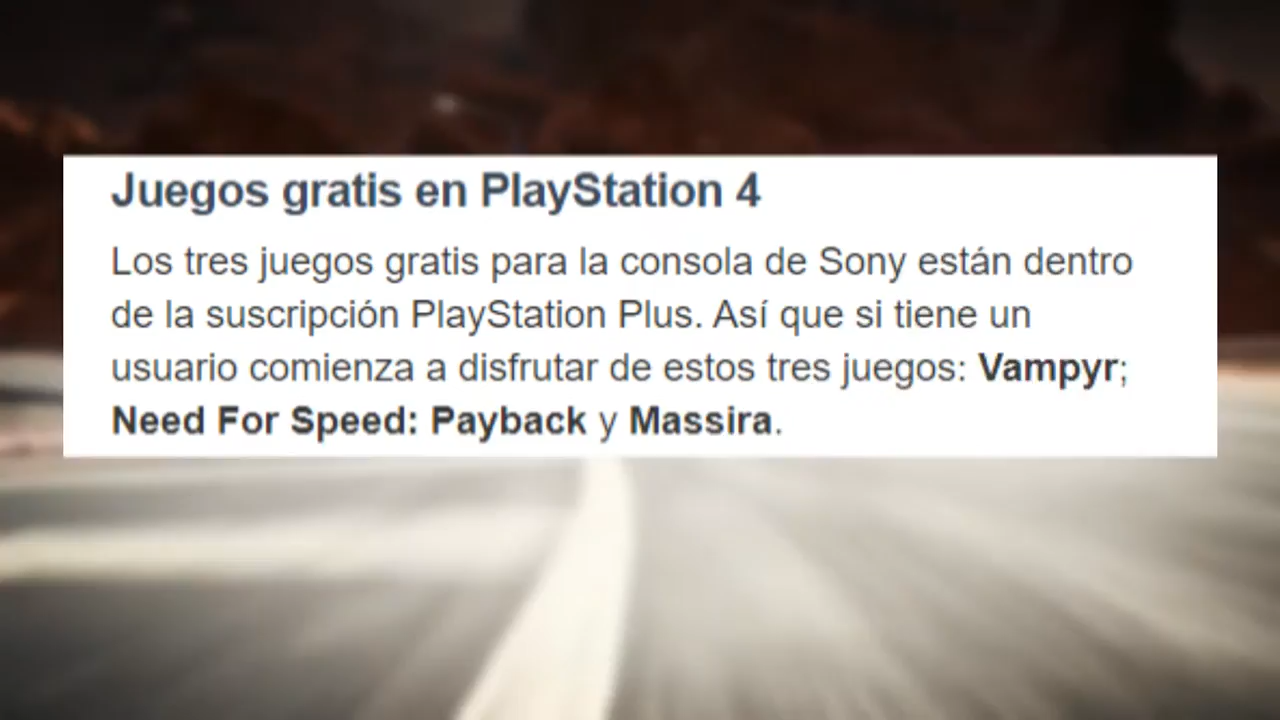 Juegos gratis en PlayStation 4
Los tres juegos gratis para la consola de Sony están dentro
de la suscripción PlayStation Plus. Así que si tiene un
usuario comienza a disfrutar de estos tres juegos: Vampyr;
Need For Speed: Payback y Massira.